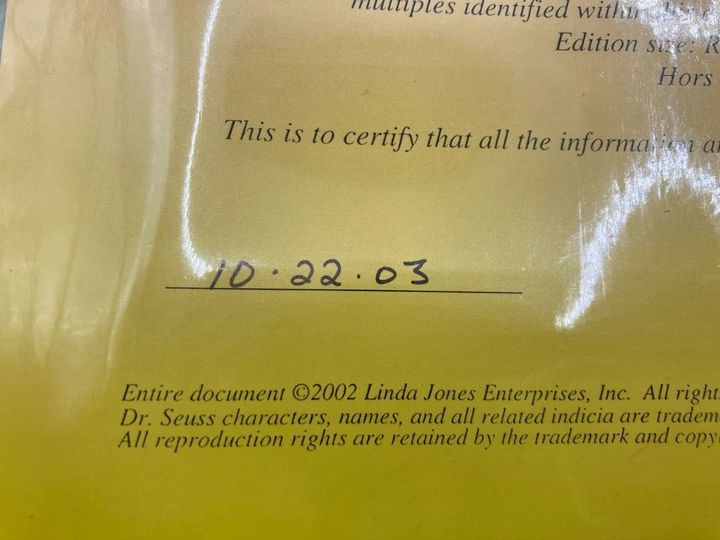 multiples identified within
Edition size: R
Hors
This is to certify that all the information a
10·22·03
Entire document ©2002 Linda Jones Enterprises, Inc. All right
Dr. Seuss characters, names, and all related indicia are tradem
All reproduction rights are retained by the trademark and copy